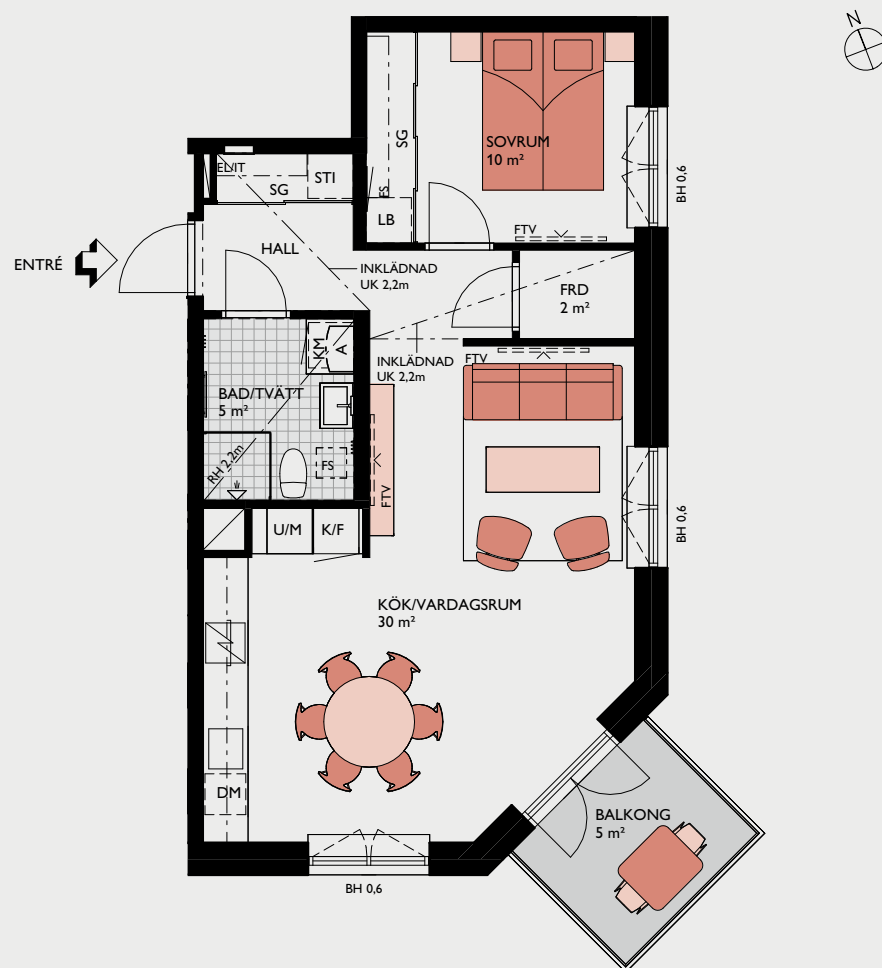 N
SOVRUM
10 m²
SG
FS
LB
BH 0,6
FTV
EL/IT
SG
STI
HALL
ENTRÉ
INKLÄDNAD
UK 2,2m
FRD
2 m²
KM
A
INKLÄDNAD
UK 2,2m
FTV
BAD/TVÄTT
5 m²
RH 2,2m
FS
FTV
BH 0,6
U/M
K/F
KÖK/VARDAGSRUM
30 m²
DM
BALKONG
5 m²
BH 0,6